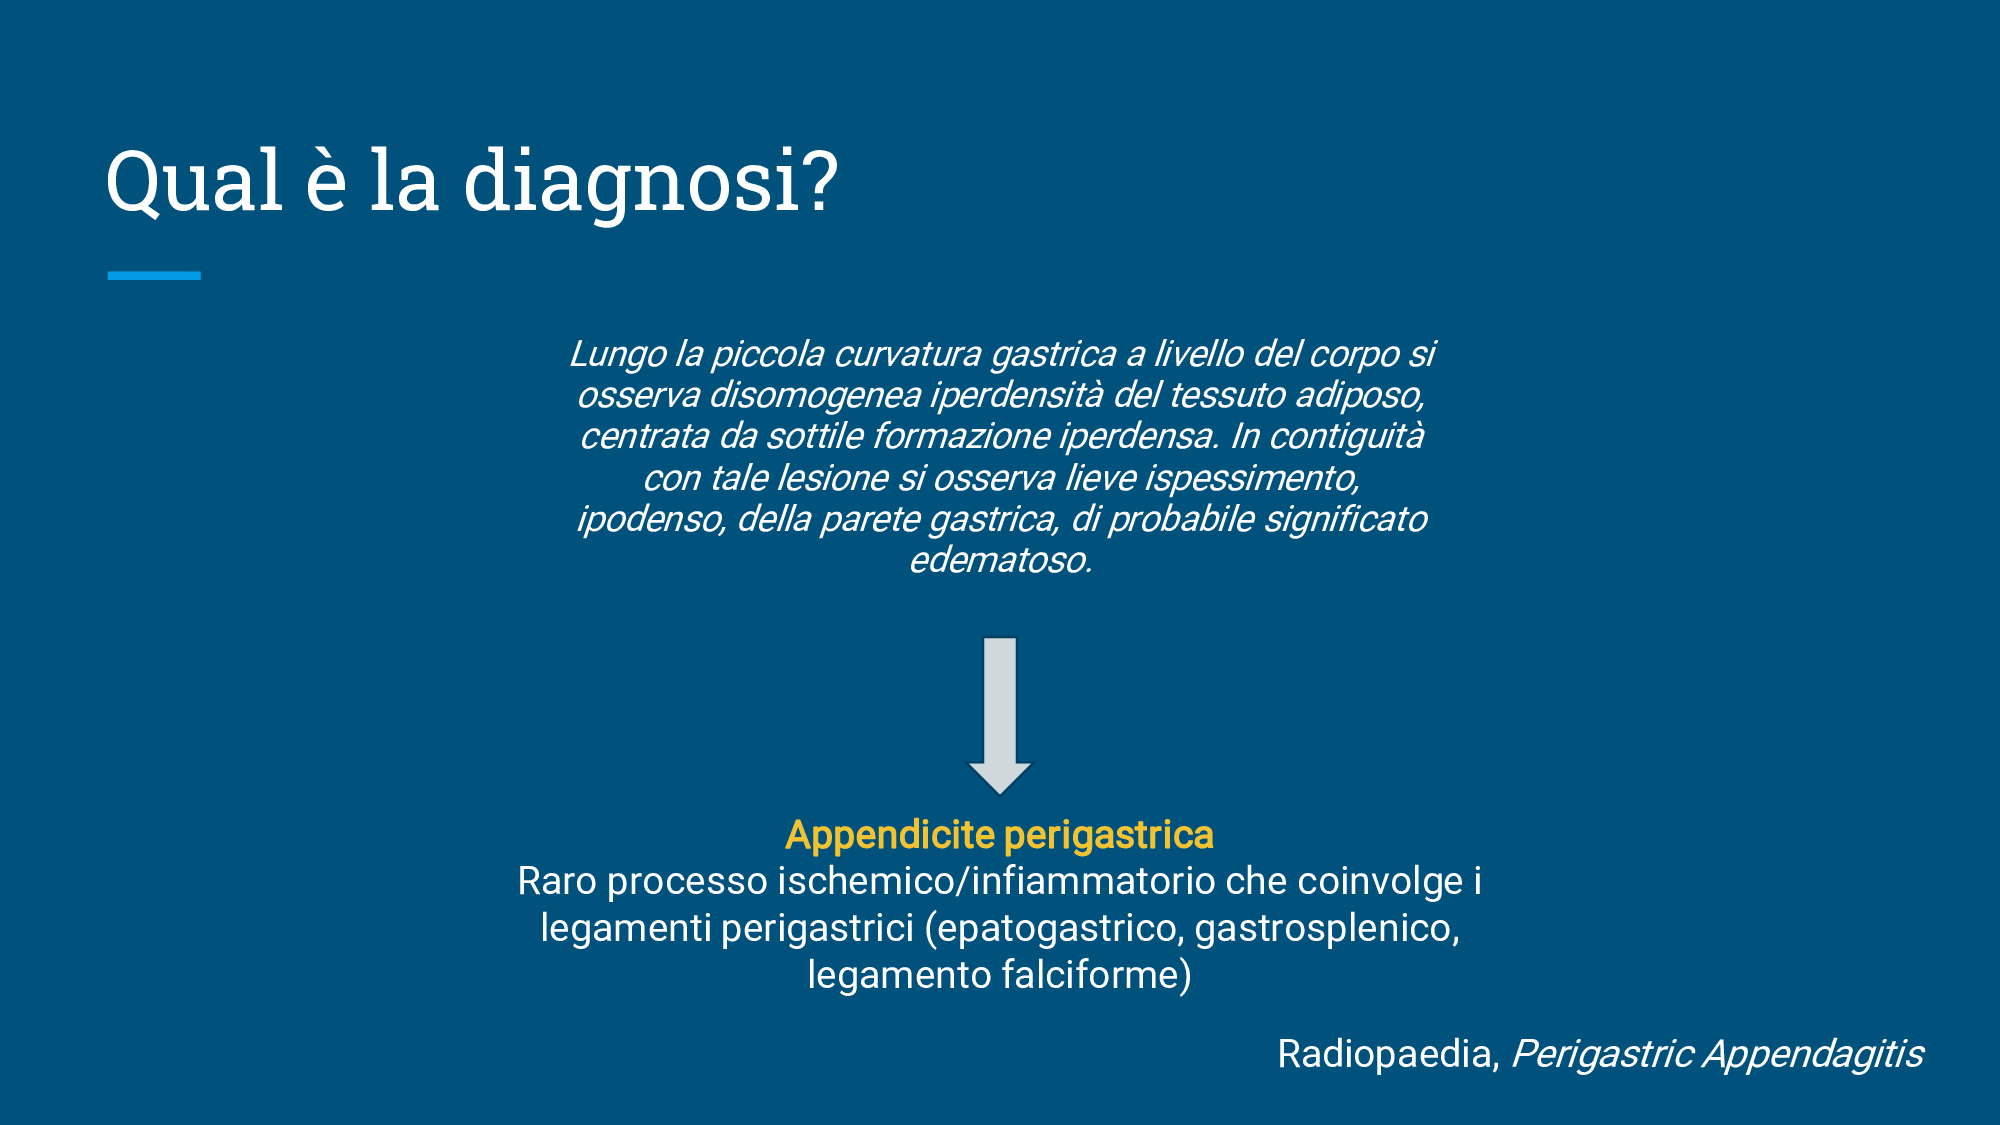 Qual è la diagnosi?
Lungo la piccola curvatura gastrica a livello del corpo si
osserva disomogenea iperdensità del tessuto adiposo,
centrata da sottile formazione iperdensa. In contiguità
con tale lesione si osserva lieve ispessimento,
ipodenso, della parete gastrica, di probabile significato
edematoso.
Appendicite perigastrica
Raro processo ischemico/infiammatorio che coinvolge i
legamenti perigastrici (epatogastrico, gastrosplenico,
legamento falciforme)
Radiopaedia, Perigastric Appendagitis